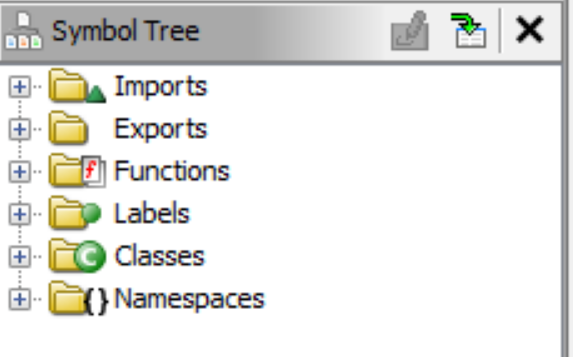 Symbol Tree
Imports
Exports
Functions
Labels
Classes
Namespaces